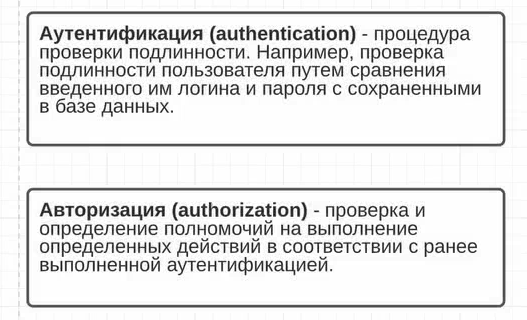 Аутентификация (authentication) - процедура
проверки подлинности. Например, проверка
подлинности пользователя путем сравнения
введенного им логина и пароля с сохраненными
в базе данных.
Авторизация (authorization) - проверка и
определение полномочий на выполнение
определенных действий в соответствии с ранее
выполненной аутентификацией.